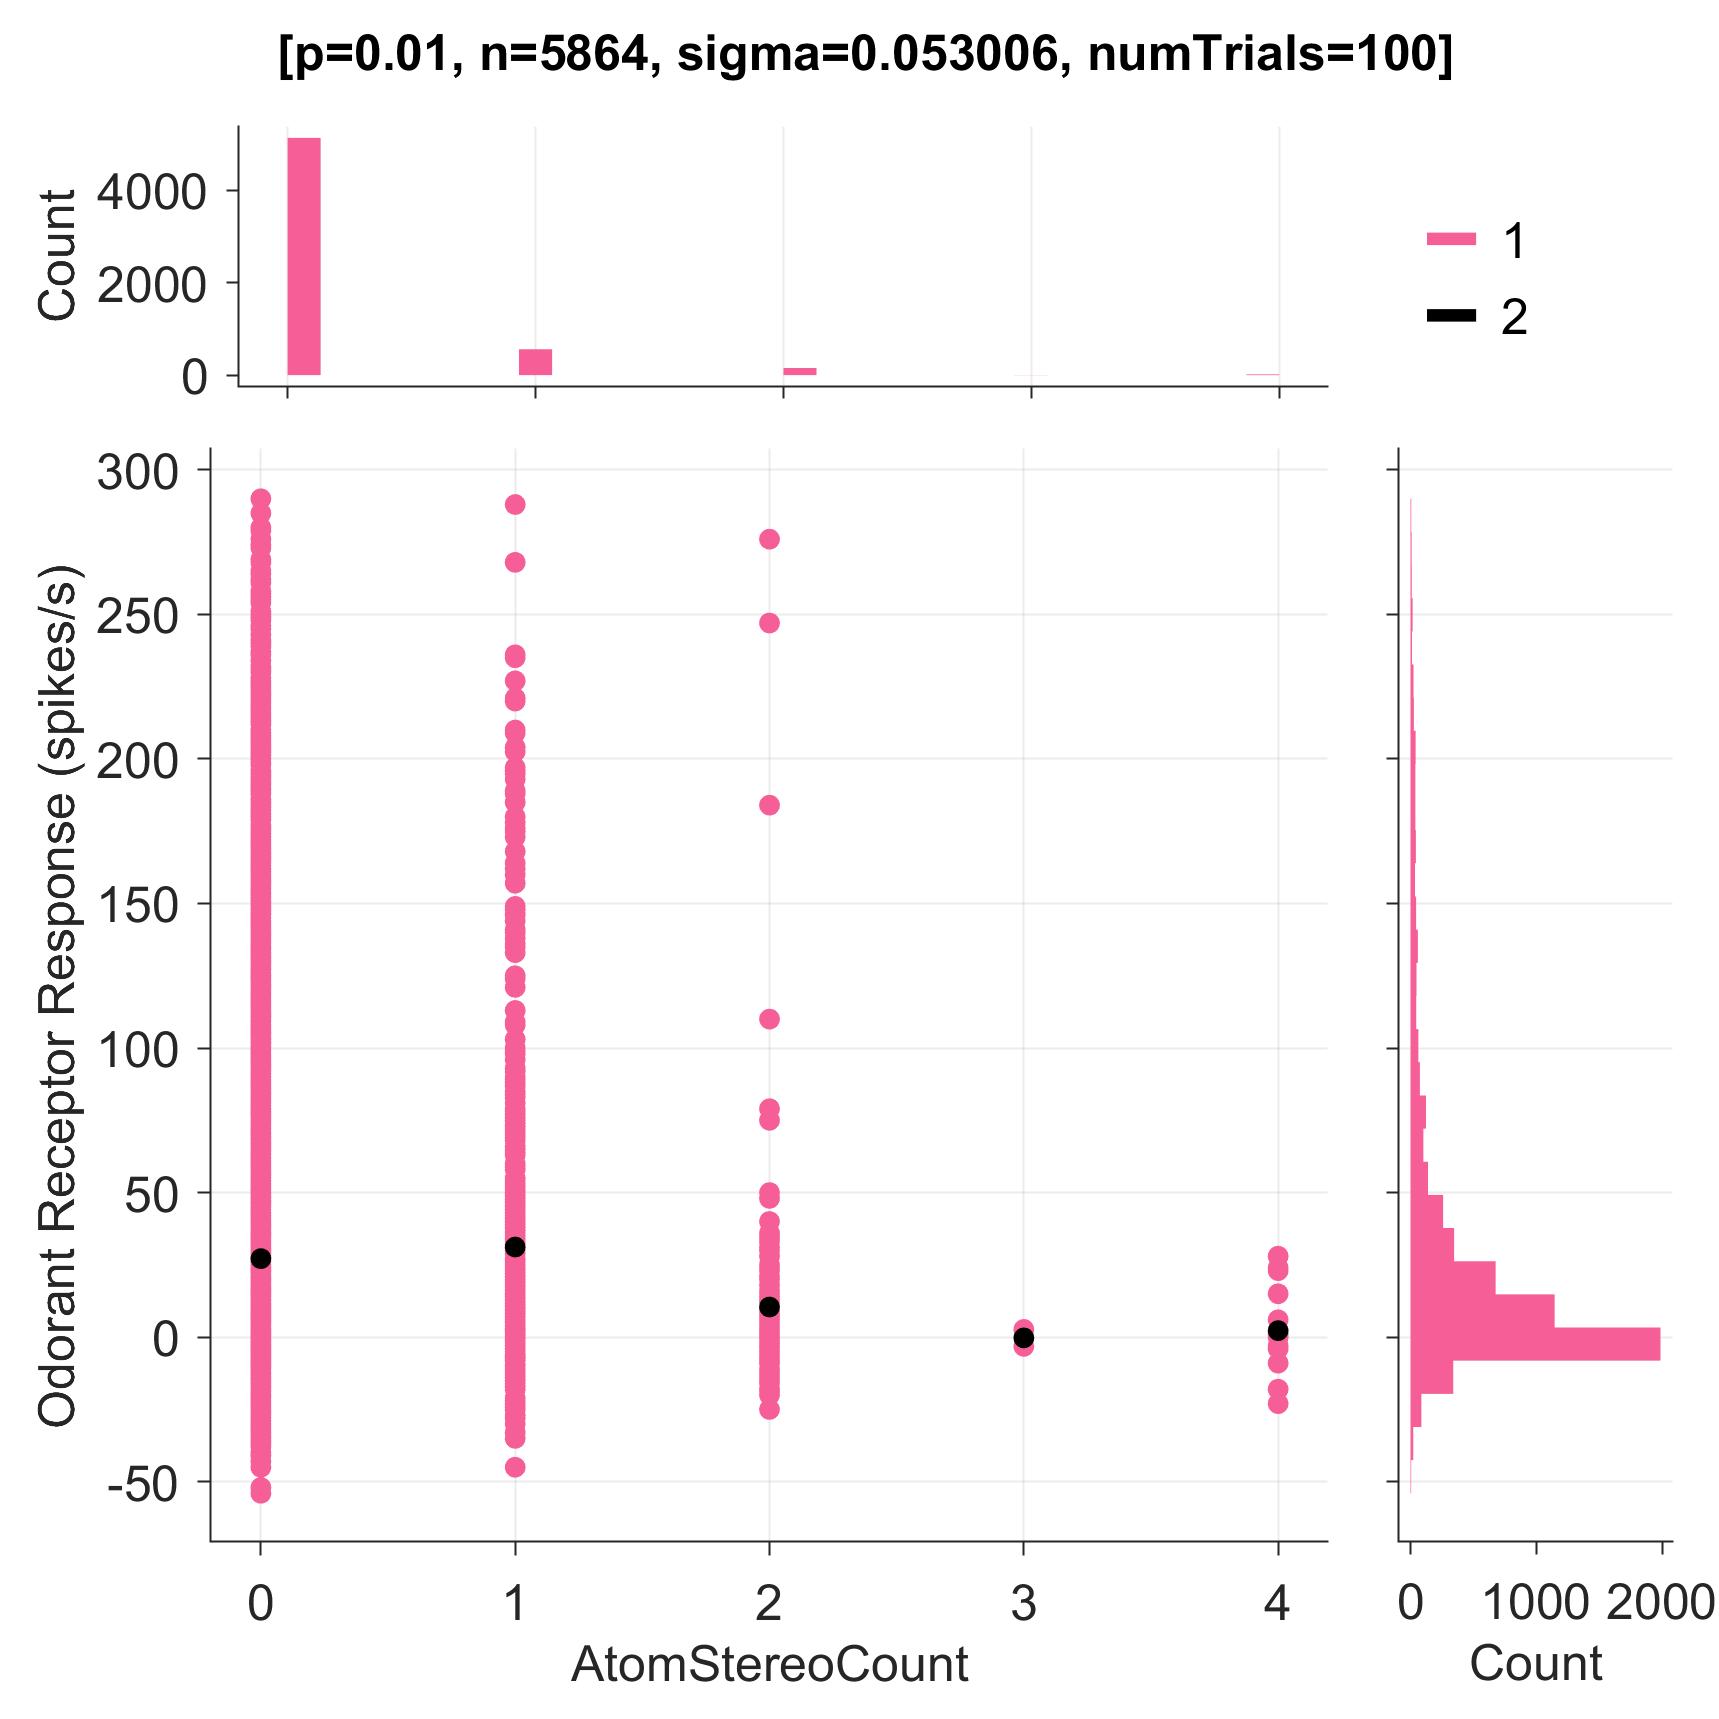 [p=0.01, n=5864, sigma=0.053006, numTrials=100]
Count
4000
2000
0
1
2
Odorant Receptor Response (spikes/s)
300
250
200
150
100
50
0
-50
0 1 2 3 4
AtomStereoCount
0 1000 2000
Count